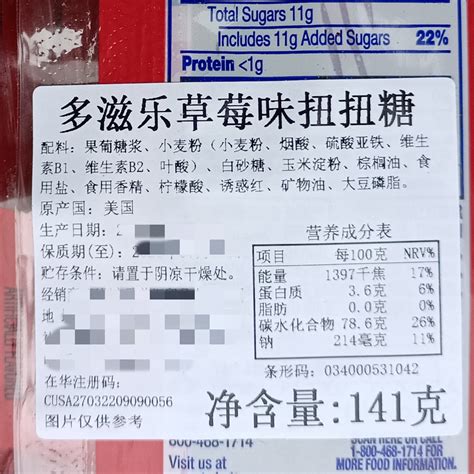 Total Sugars 11g
Includes 11g Added Sugars 22%
Protein <1g
多滋乐草莓味扭扭糖
配料：果葡糖浆、小麦粉（小麦粉、烟酸、硫酸亚铁、维生
素B1、维生素B2、叶酸）、白砂糖、玉米淀粉、棕榈油、食
用盐、食用香精、柠檬酸、诱惑红、矿物油、大豆磷脂。
原产国：美国
生产日期：2
保质期(至)：
贮存条件：请置于阴凉干燥处。
经销
地
在华注册码：
CUSA27032209090056
图片仅供参考
营养成分表
项目 每100克 NRV%
能量 1397千焦 17%
蛋白质 3.6克 6%
脂肪 0.0克 0%
碳水化合物 78.6克 26%
钠 214毫克 11%
条形码：034000531042
净含量:141克
ARTIFICIALLY FLAVORED
800-468-1714
Visit us at
SCAN HERE OR CALL
1-800-468-1714 FOR
MORE FOOD INFORMATION.